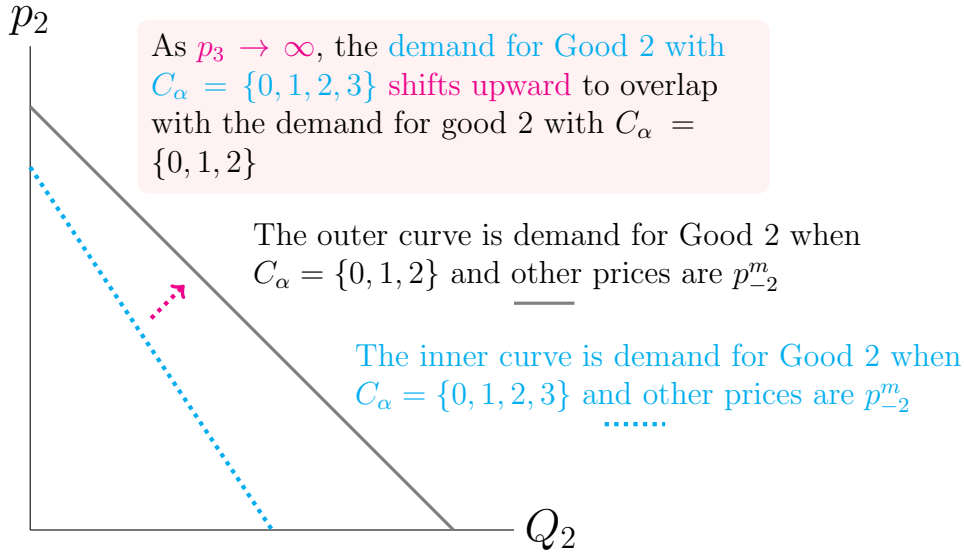 p₂
As p₃ → ∞, the demand for Good 2 with
C_α = {0, 1, 2, 3} shifts upward to overlap
with the demand for good 2 with C_α =
{0, 1, 2}
The outer curve is demand for Good 2 when
C_α = {0, 1, 2} and other prices are p^m_{−2}
The inner curve is demand for Good 2 when
C_α = {0, 1, 2, 3} and other prices are p^m_{−2}
Q₂